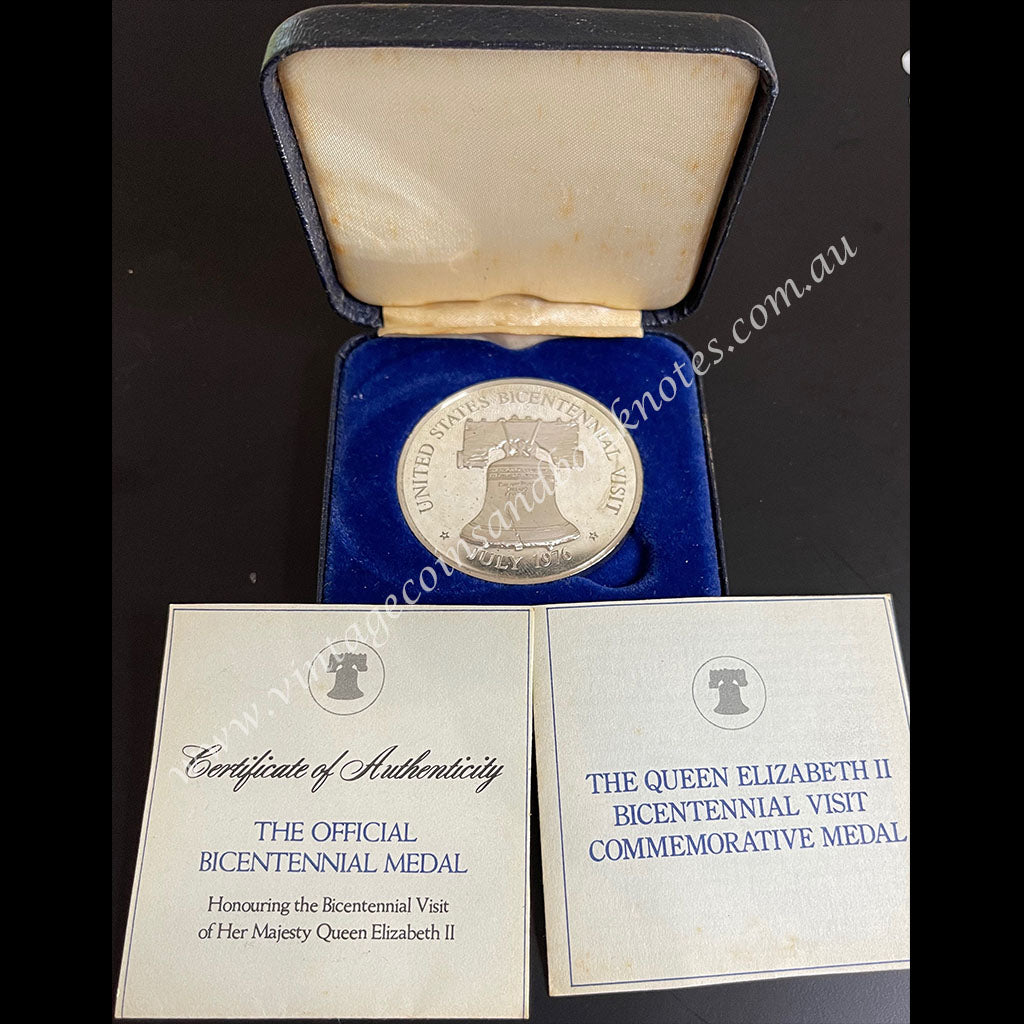 UNITED STATES BICENTENNIAL VISIT
JULY 1976
www.vintagecoinsandbanknotes.com.au
Certificate of Authenticity
THE OFFICIAL
BICENTENNIAL MEDAL
Honouring the Bicentennial Visit
of Her Majesty Queen Elizabeth II
THE QUEEN ELIZABETH II
BICENTENNIAL VISIT
COMMEMORATIVE MEDAL